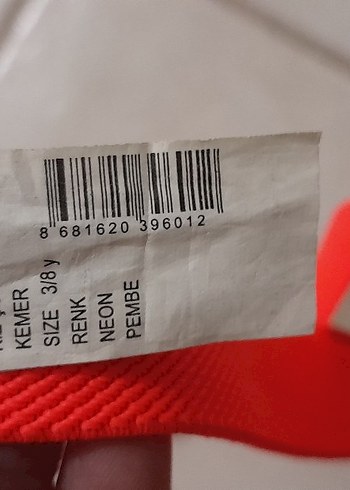 8 681620 396012
KEMER
SIZE 3/8 y
RENK
NEON
PEMBE